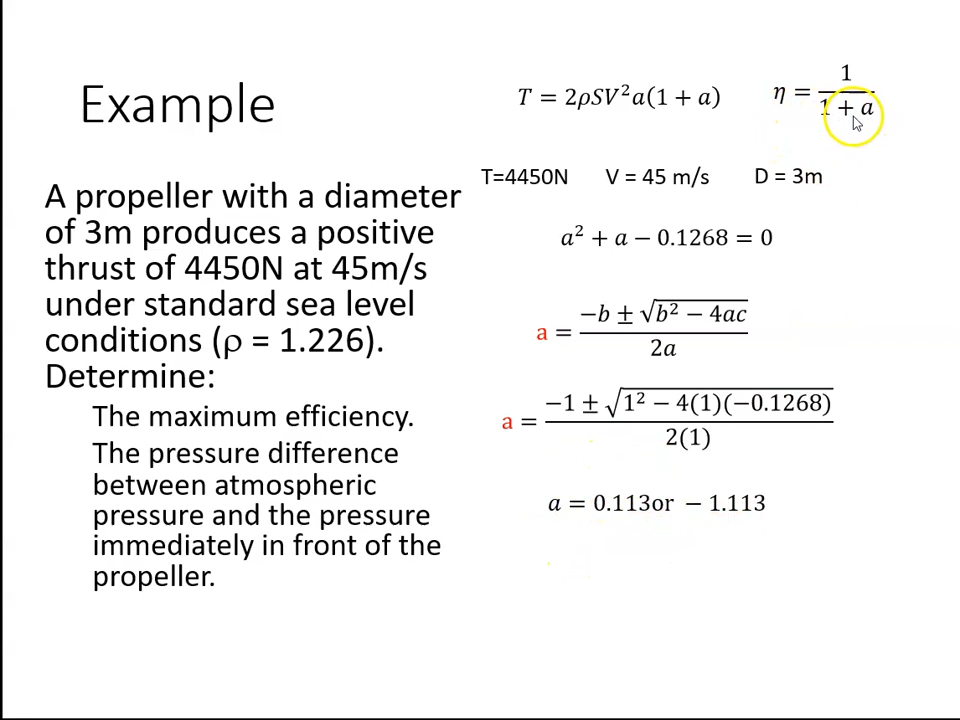 Example
A propeller with a diameter
of 3m produces a positive
thrust of 4450N at 45m/s
under standard sea level
conditions (ρ = 1.226).
Determine:
The maximum efficiency.
The pressure difference
between atmospheric
pressure and the pressure
immediately in front of the
propeller.
T = 2ρSV²a(1 + a)
η = 1 / (1 + a)
T=4450N V = 45 m/s D = 3m
a² + a − 0.1268 = 0
a = (−b ± √(b² − 4ac)) / 2a
a = (−1 ± √(1² − 4(1)(−0.1268))) / 2(1)
a = 0.113or − 1.113